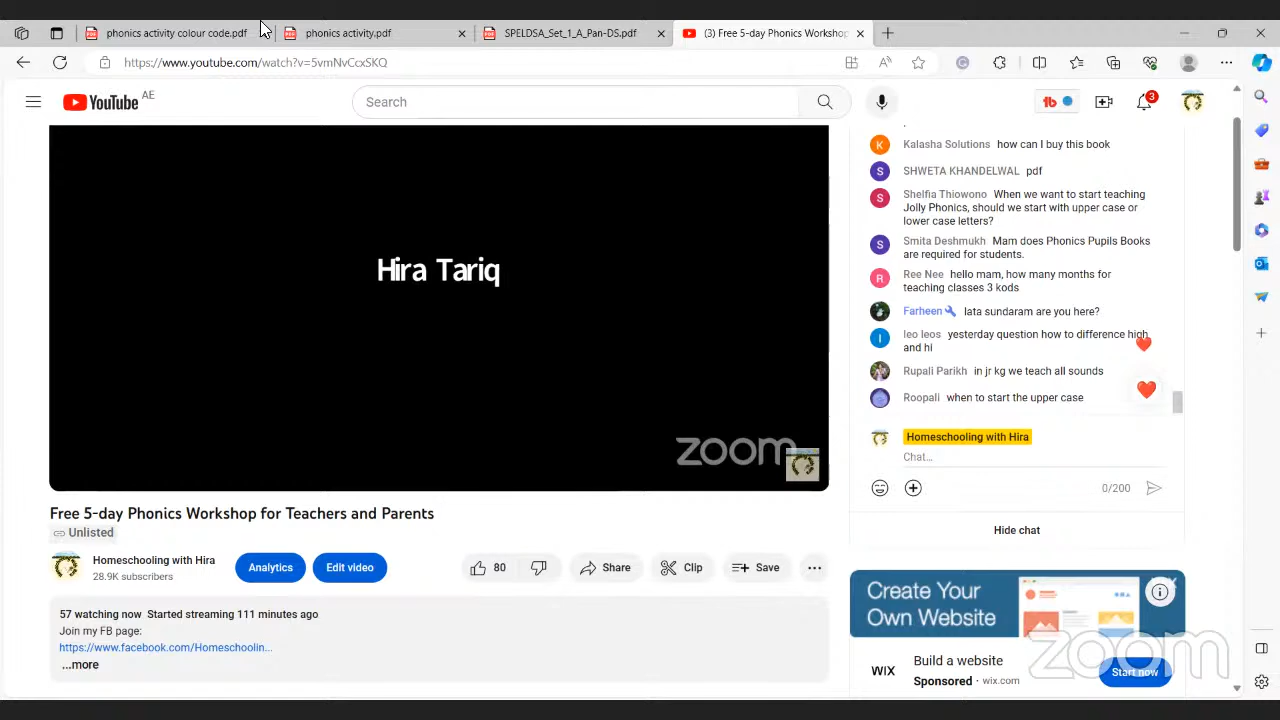 phonics activity colour code.pdf
phonics activity.pdf
SPELDSA_Set_1_A_Pan-DS.pdf
(3) Free 5-day Phonics Workshop
https://www.youtube.com/watch?v=5vmNvCcxSKQ
YouTube AE
Search
3
Hira Tariq
zoom
Kalasha Solutions how can I buy this book
SHWETA KHANDELWAL pdf
Shelfia Thiowono When we want to start teaching
Jolly Phonics, should we start with upper case or
lower case letters?
Smita Deshmukh Mam does Phonics Pupils Books
are required for students.
Ree Nee hello mam, how many months for
teaching classes 3 kods
Farheen lata sundaram are you here?
leo leos yesterday question how to difference high
and hi
Rupali Parikh in jr kg we teach all sounds
Roopali when to start the upper case
Homeschooling with Hira
Chat...
0/200
Hide chat
Free 5-day Phonics Workshop for Teachers and Parents
Unlisted
Homeschooling with Hira
28.9K subscribers
Analytics
Edit video
80
Share
Clip
Save
57 watching now Started streaming 111 minutes ago
Join my FB page:
https://www.facebook.com/Homeschoolin...
...more
Create Your
Own Website
WIX
Build a website
Sponsored · wix.com
Start now
zoom